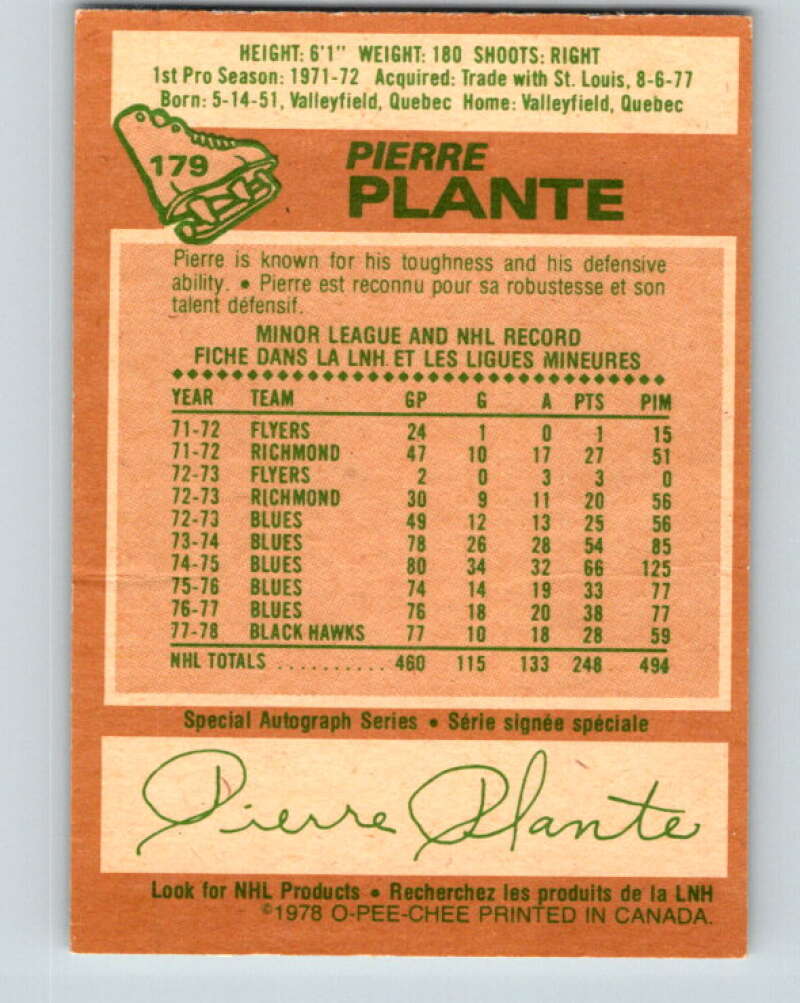 HEIGHT: 6'1" WEIGHT: 180 SHOOTS: RIGHT
1st Pro Season: 1971-72 Acquired: Trade with St. Louis, 8-6-77
Born: 5-14-51, Valleyfield, Quebec Home: Valleyfield, Quebec
179
PIERRE
PLANTE
Pierre is known for his toughness and his defensive
ability. • Pierre est reconnu pour sa robustesse et son
talent défensif.
MINOR LEAGUE AND NHL RECORD
FICHE DANS LA LNH ET LES LIGUES MINEURES
YEAR TEAM GP G A PTS PIM
71-72 FLYERS 24 1 0 1 15
71-72 RICHMOND 47 10 17 27 51
72-73 FLYERS 2 0 3 3 0
72-73 RICHMOND 30 9 11 20 56
72-73 BLUES 49 12 13 25 56
73-74 BLUES 78 26 28 54 85
74-75 BLUES 80 34 32 66 125
75-76 BLUES 74 14 19 33 77
76-77 BLUES 76 18 20 38 77
77-78 BLACK HAWKS 77 10 18 28 59
NHL TOTALS .......... 460 115 133 248 494
Special Autograph Series • Série signée spéciale
Pierre Plante
Look for NHL Products • Recherchez les produits de la LNH
©1978 O-PEE-CHEE PRINTED IN CANADA.